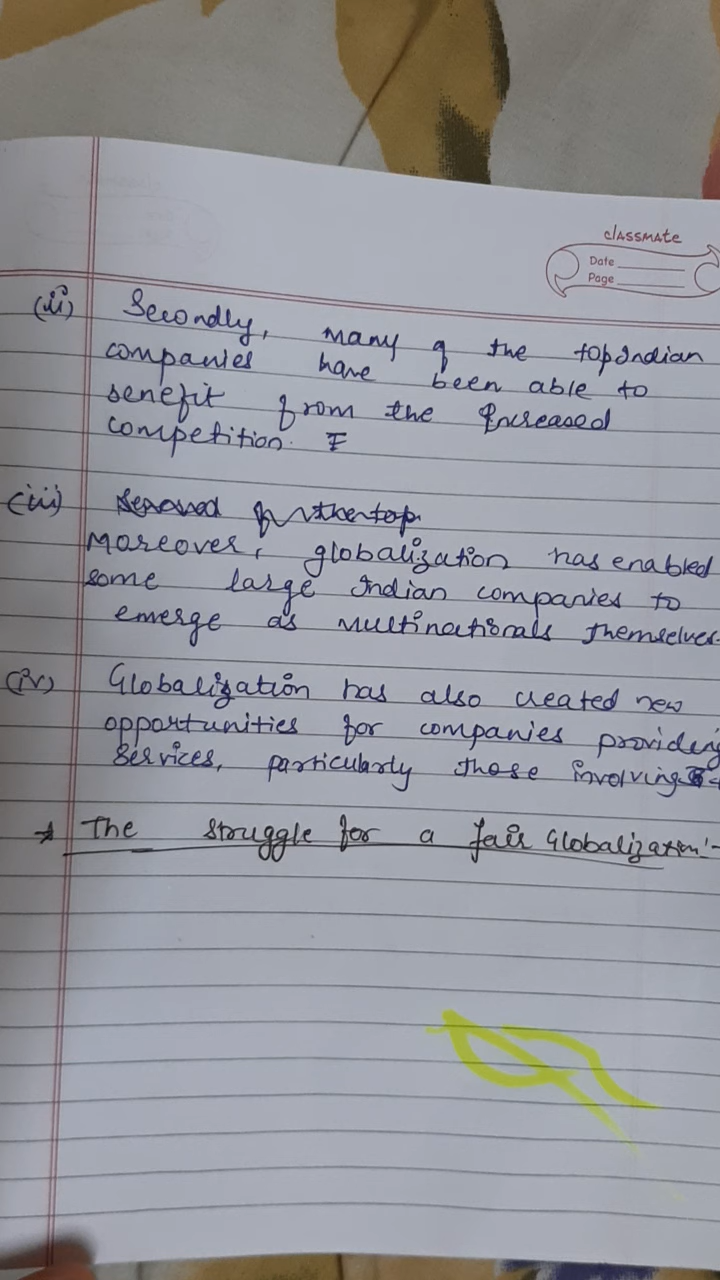 classmate
Date
Page
(ii) Secondly, many of the top Indian
companies have been able to
benefit from the increased
competition.
(iii)
Moreover, globalization has enabled
some large Indian companies to
emerge as multinationals themselves.
(iv) Globalization has also created new
opportunities for companies providing
services, particularly those involving
* The struggle for a fair Globalization:-